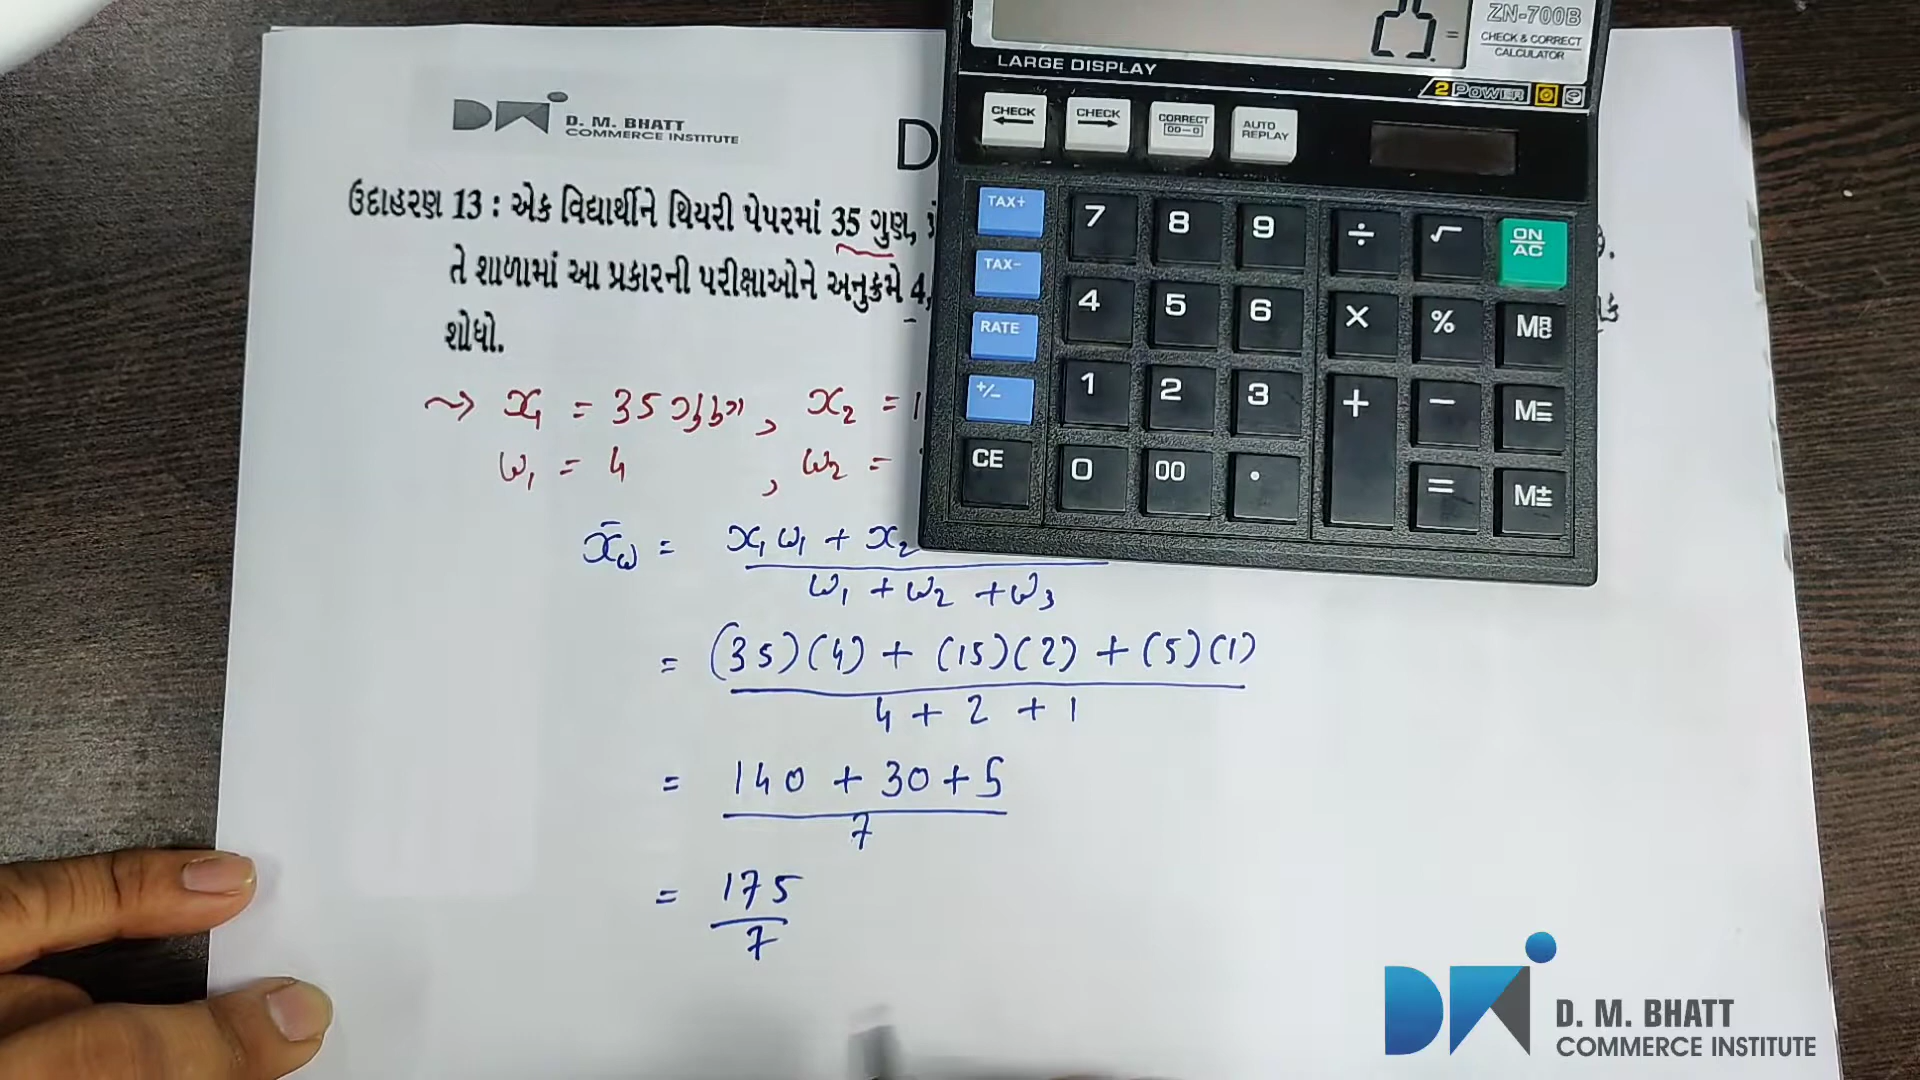 D. M. BHATT
COMMERCE INSTITUTE
D
ઉદાહરણ 13 : એક વિદ્યાર્થીને થિયરી પેપરમાં 35 ગુણ,
તે શાળામાં આ પ્રકારની પરીક્ષાઓને અનુક્રમે 4,
શોધો.
~> x₁ = 35 ગુણ, x₂ = 1
w₁ = 4 , w₂ =
x̄w = x₁w₁ + x₂
w₁ + w₂ + w₃
= (35)(4) + (15)(2) + (5)(1)
4 + 2 + 1
= 140 + 30 + 5
7
= 175
7
ZN-700B
CHECK & CORRECT
CALCULATOR
LARGE DISPLAY
2 POWER
CHECK ← CHECK → CORRECT 00→0 AUTO REPLAY
TAX+ 7 8 9 ÷ √ ON/AC
TAX- 4 5 6 × % MRC
RATE 1 2 3 + − M=
+/-
CE 0 00 . = M±
D. M. BHATT
COMMERCE INSTITUTE